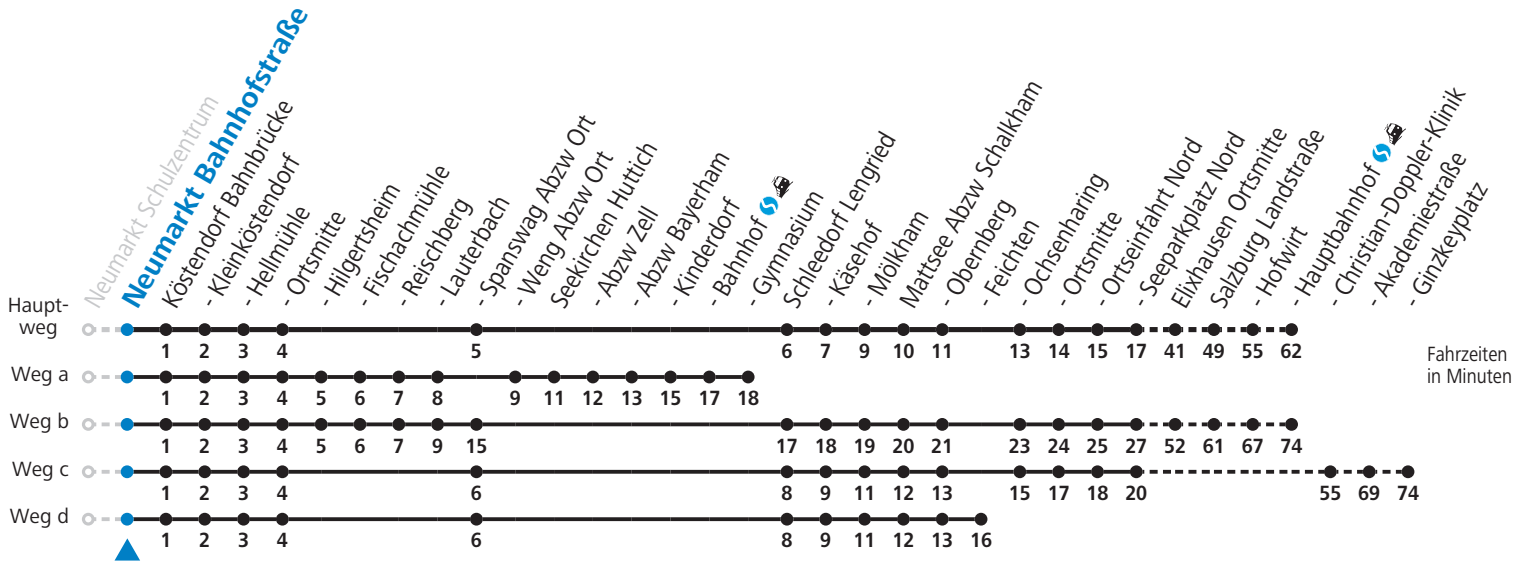 Neumarkt Schulzentrum
Neumarkt Bahnhofstraße
Köstendorf Bahnbrücke
- Kleinköstendorf
- Hellmühle
- Ortsmitte
- Hilgertsheim
- Fischachmühle
Reischberg
- Lauterbach
- Spanswag Abzw Ort
- Weng Abzw Ort
Seekirchen Huttich
- Abzw Zell
- Abzw Bayerham
- Kinderdorf
- Bahnhof
- Gymnasium
Schleedorf Lengried
- Käsehof
- Mölkham
Mattsee Abzw Schalkham
- Obernberg
- Feichten
- Ochsenharing
- Ortsmitte
- Ortseinfahrt Nord
- Seeparkplatz Nord
Elixhausen Ortsmitte
Salzburg Landstraße
- Hofwirt
- Hauptbahnhof
- Christian-Doppler-Klinik
- Akademiestraße
- Ginzkeyplatz
Haupt-
weg
1 2 3 4 5 6 7 9 10 11 13 14 15 17 41 49 55 62
Fahrzeiten
in Minuten
Weg a
1 2 3 4 5 6 7 8 9 11 12 13 15 17 18
Weg b
1 2 3 4 5 6 7 9 15 17 18 19 20 21 23 24 25 27 52 61 67 74
Weg c
1 2 3 4 6 8 9 11 12 13 15 17 18 20 55 69 74
Weg d
1 2 3 4 6 8 9 11 12 13 16